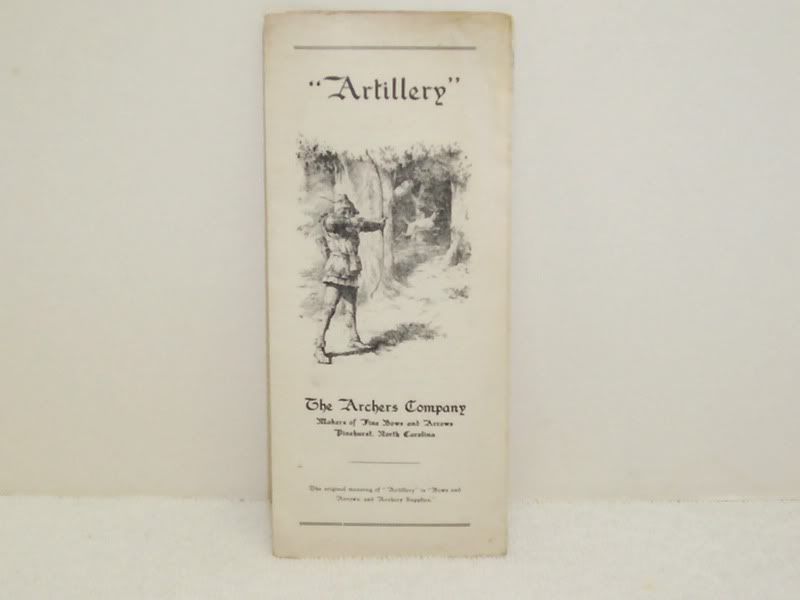 "Artillery"
The Archers Company
Makers of Fine Bows and Arrows
Pinehurst, North Carolina
The original meaning of "Artillery" is "Bows and
Arrows, and Archery Supplies."